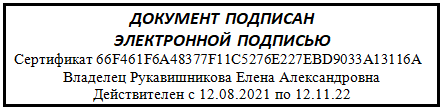 ДОКУМЕНТ ПОДПИСАН
ЭЛЕКТРОННОЙ ПОДПИСЬЮ
Сертификат 66F461F6A48377F11C5276E227EBD9033A13116A
Владелец Рукавишникова Елена Александровна
Действителен с 12.08.2021 по 12.11.22